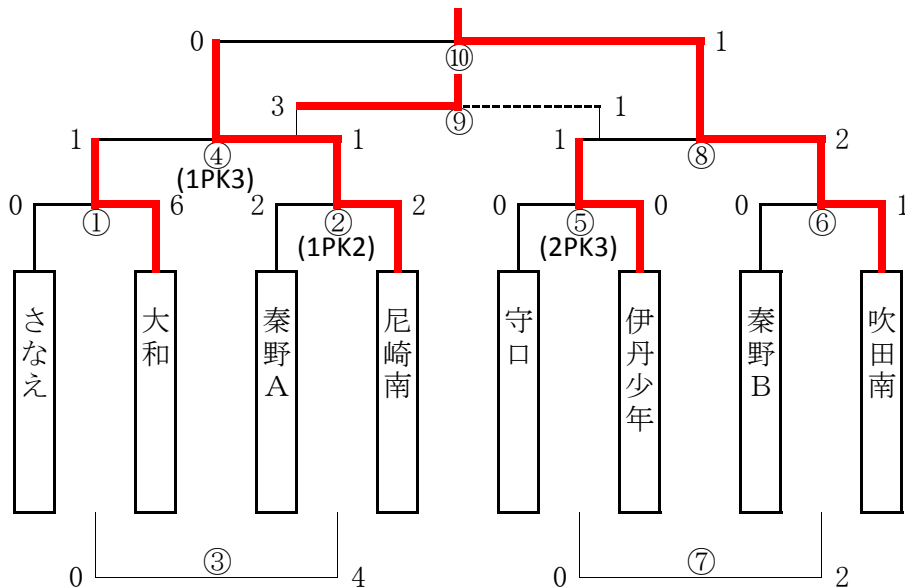 0 1
⑩
3 ⑨ 1
1 ④ 1 1 ⑧ 2
(1PK3)
0 ① 6 2 ② 2 0 ⑤ 0 0 ⑥ 1
(1PK2) (2PK3)
さなえ
大和
秦野A
尼崎南
守口
伊丹少年
秦野B
吹田南
0 ③ 4 0 ⑦ 2